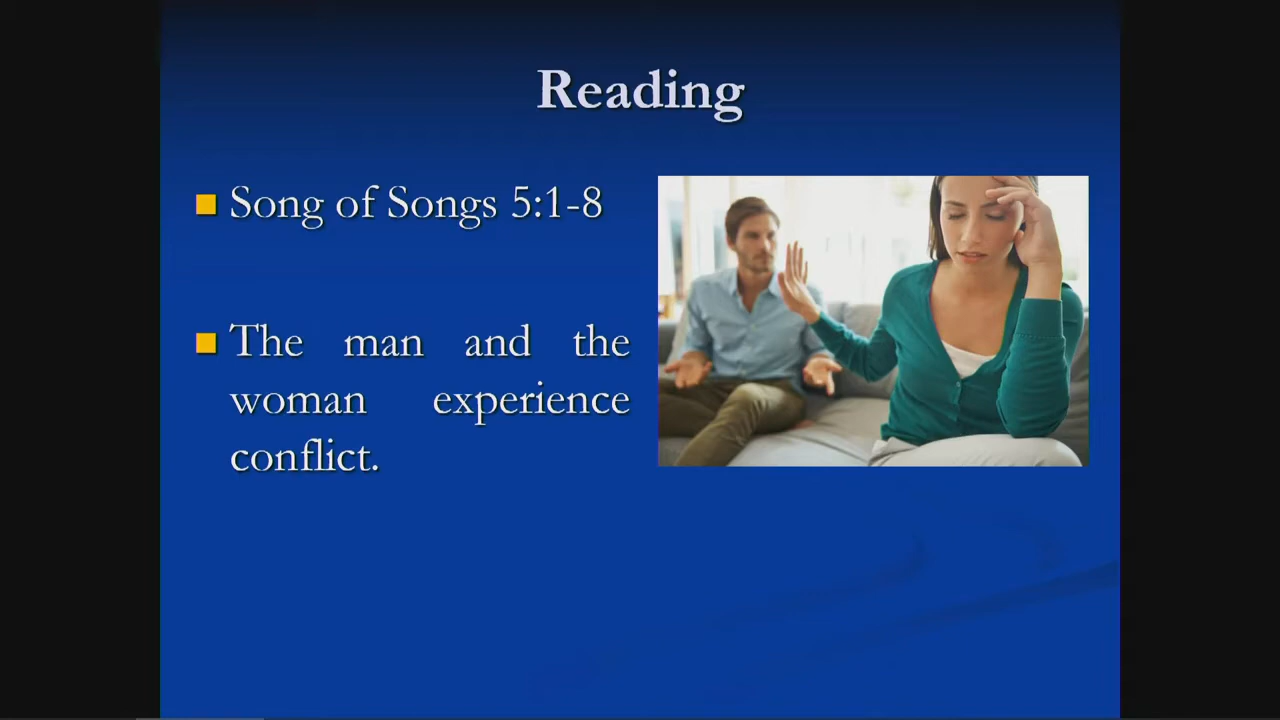 Reading
Song of Songs 5:1-8
The man and the
woman experience
conflict.